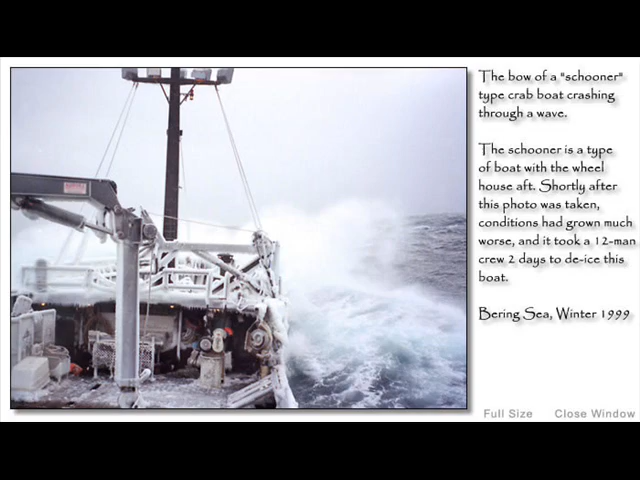 The bow of a "schooner"
type crab boat crashing
through a wave.
The schooner is a type
of boat with the wheel
house aft. Shortly after
this photo was taken,
conditions had grown much
worse, and it took a 12-man
crew 2 days to de-ice this
boat.
Bering Sea, Winter 1999
Full Size Close Window